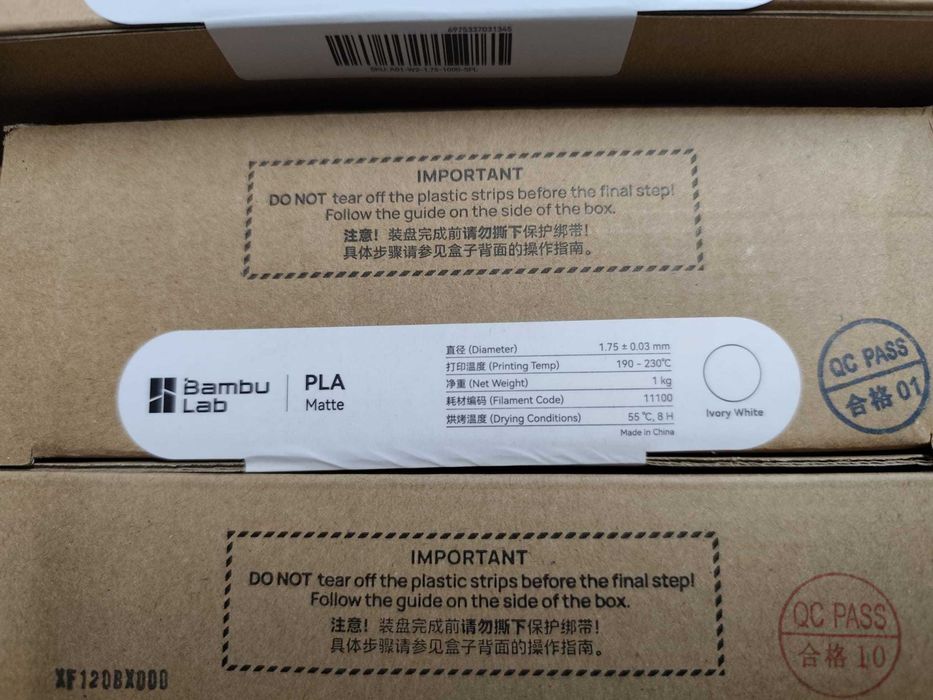 6975337031345
SKU: A01-W2-1.75-1000-SPL
IMPORTANT
DO NOT tear off the plastic strips before the final step!
Follow the guide on the side of the box.
注意！装盘完成前请勿撕下保护绑带！
具体步骤请参见盒子背面的操作指南。
Bambu
Lab
PLA
Matte
直径 (Diameter) 1.75 ± 0.03 mm
打印温度 (Printing Temp) 190 - 230℃
净重 (Net Weight) 1 kg
耗材编码 (Filament Code) 11100
烘烤温度 (Drying Conditions) 55 ℃, 8 H
Made in China
Ivory White
QC PASS
合格 01
IMPORTANT
DO NOT tear off the plastic strips before the final step!
Follow the guide on the side of the box.
注意！装盘完成前请勿撕下保护绑带！
具体步骤请参见盒子背面的操作指南。
QC PASS
合格 10
XF120BX000